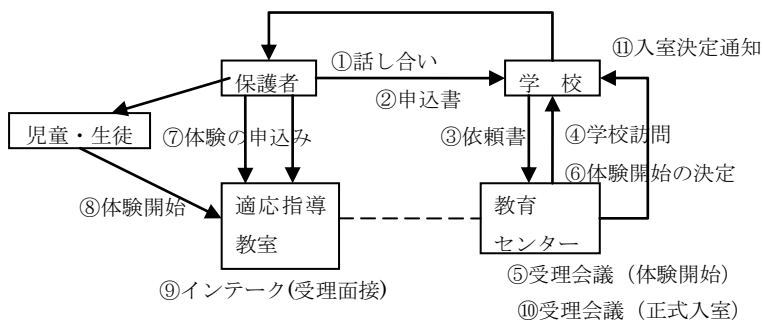 ⑪入室決定通知
①話し合い
保護者
学　校
②申込書
児童・生徒
⑦体験の申込み
③依頼書
④学校訪問
⑥体験開始の決定
⑧体験開始
適応指導
教室
教育
センター
⑨インテーク(受理面接)
⑤受理会議（体験開始）
⑩受理会議（正式入室）